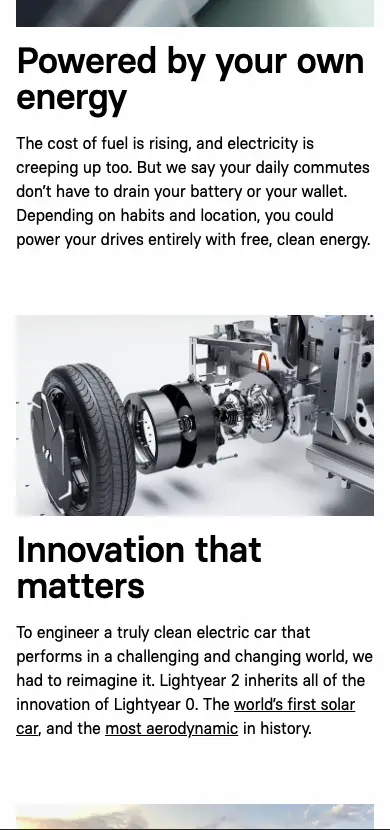 Powered by your own
energy
The cost of fuel is rising, and electricity is
creeping up too. But we say your daily commutes
don't have to drain your battery or your wallet.
Depending on habits and location, you could
power your drives entirely with free, clean energy.
Innovation that
matters
To engineer a truly clean electric car that
performs in a challenging and changing world, we
had to reimagine it. Lightyear 2 inherits all of the
innovation of Lightyear 0. The world's first solar
car, and the most aerodynamic in history.